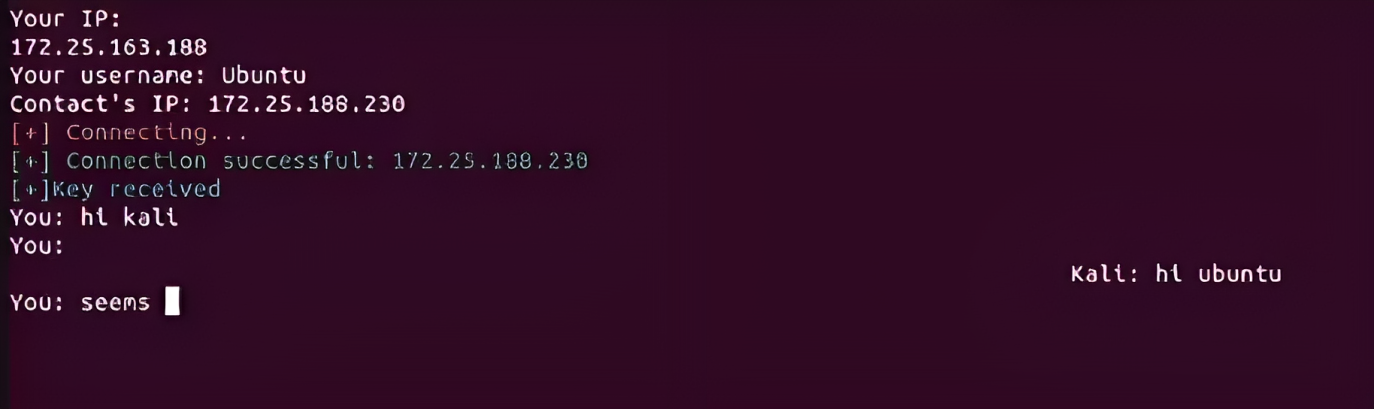 Your IP:
172.25.163.188
Your username: Ubuntu
Contact's IP: 172.25.188.230
[+] Connecting...
[+] Connection successful: 172.25.188.230
[+]Key received
You: hi kali
You:
Kali: hi ubuntu
You: seems